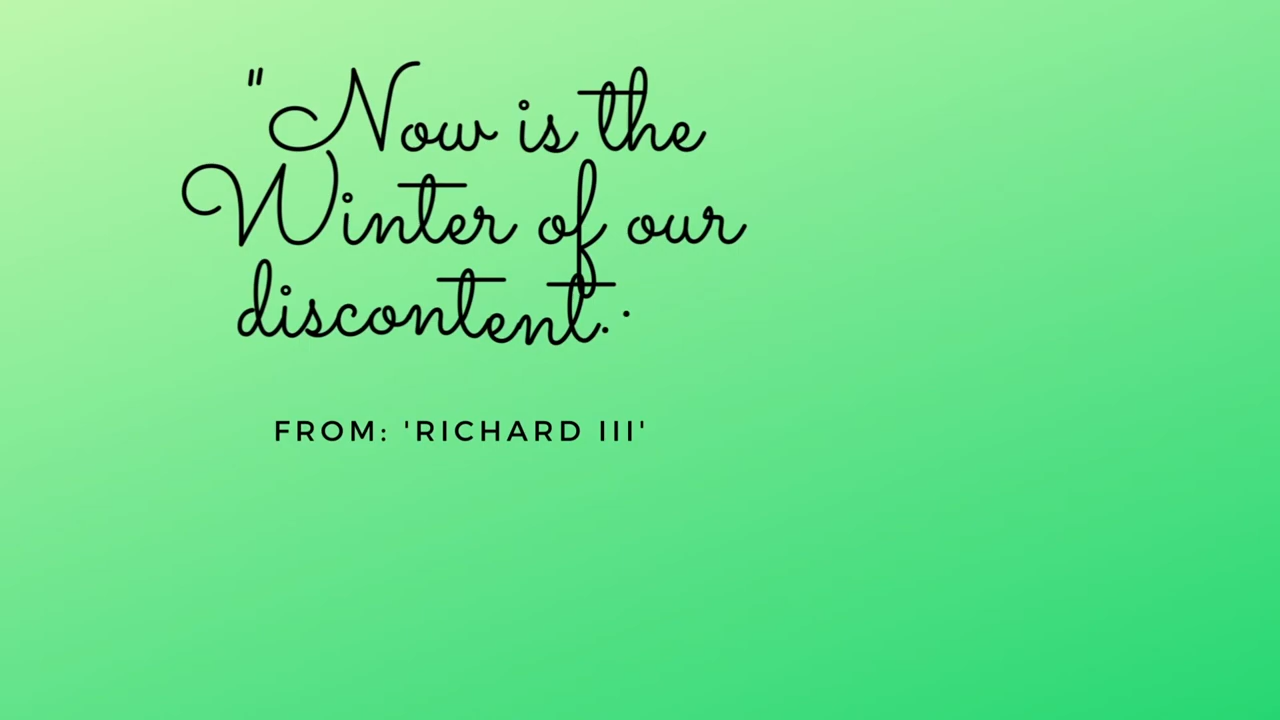 "Now is the
Winter of our
discontent.·
FROM: 'RICHARD III'